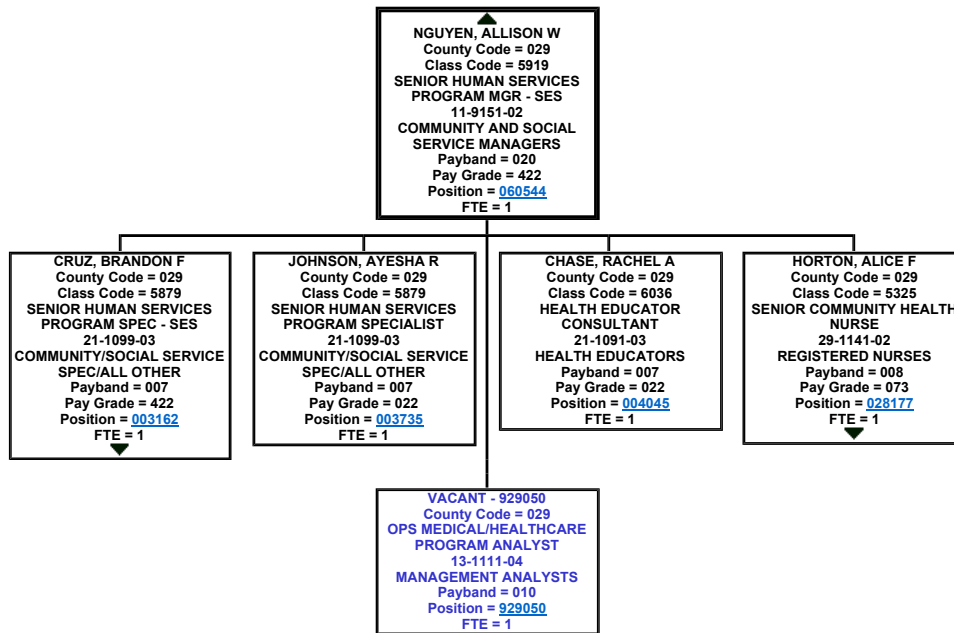 NGUYEN, ALLISON W
County Code = 029
Class Code = 5919
SENIOR HUMAN SERVICES
PROGRAM MGR - SES
11-9151-02
COMMUNITY AND SOCIAL
SERVICE MANAGERS
Payband = 020
Pay Grade = 422
Position = 060544
FTE = 1
CRUZ, BRANDON F
County Code = 029
Class Code = 5879
SENIOR HUMAN SERVICES
PROGRAM SPEC - SES
21-1099-03
COMMUNITY/SOCIAL SERVICE
SPEC/ALL OTHER
Payband = 007
Pay Grade = 422
Position = 003162
FTE = 1
JOHNSON, AYESHA R
County Code = 029
Class Code = 5879
SENIOR HUMAN SERVICES
PROGRAM SPECIALIST
21-1099-03
COMMUNITY/SOCIAL SERVICE
SPEC/ALL OTHER
Payband = 007
Pay Grade = 022
Position = 003735
FTE = 1
CHASE, RACHEL A
County Code = 029
Class Code = 6036
HEALTH EDUCATOR
CONSULTANT
21-1091-03
HEALTH EDUCATORS
Payband = 007
Pay Grade = 022
Position = 004045
FTE = 1
HORTON, ALICE F
County Code = 029
Class Code = 5325
SENIOR COMMUNITY HEALTH
NURSE
29-1141-02
REGISTERED NURSES
Payband = 008
Pay Grade = 073
Position = 028177
FTE = 1
VACANT - 929050
County Code = 029
OPS MEDICAL/HEALTHCARE
PROGRAM ANALYST
13-1111-04
MANAGEMENT ANALYSTS
Payband = 010
Position = 929050
FTE = 1